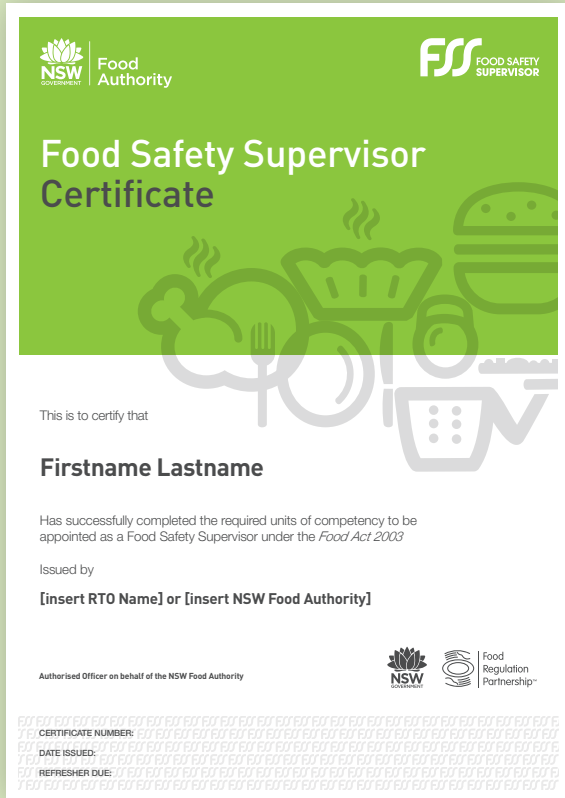 NSW
GOVERNMENT
Food
Authority
FSS FOOD SAFETY
SUPERVISOR
Food Safety Supervisor
Certificate
This is to certify that
Firstname Lastname
Has successfully completed the required units of competency to be
appointed as a Food Safety Supervisor under the Food Act 2003
Issued by
[insert RTO Name] or [insert NSW Food Authority]
Authorised Officer on behalf of the NSW Food Authority
NSW
GOVERNMENT
Food
Regulation
Partnership™
CERTIFICATE NUMBER:
DATE ISSUED:
REFRESHER DUE: